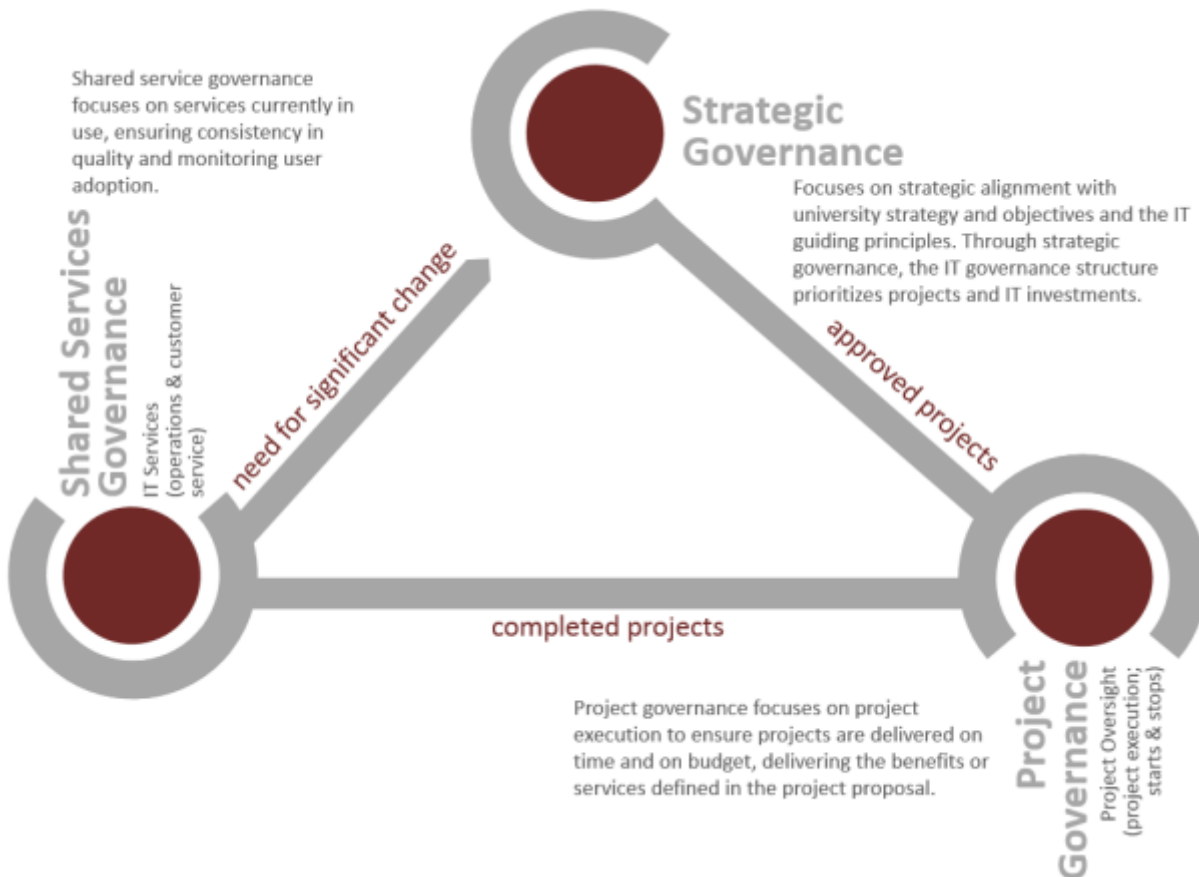 Shared service governance
focuses on services currently in
use, ensuring consistency in
quality and monitoring user
adoption.
Strategic
Governance
Focuses on strategic alignment with
university strategy and objectives and the IT
guiding principles. Through strategic
governance, the IT governance structure
prioritizes projects and IT investments.
Shared Services
Governance
IT Services
(operations & customer
service)
need for significant change
approved projects
completed projects
Project governance focuses on project
execution to ensure projects are delivered on
time and on budget, delivering the benefits or
services defined in the project proposal.
Project
Governance
Project Oversight
(project execution;
starts & stops)